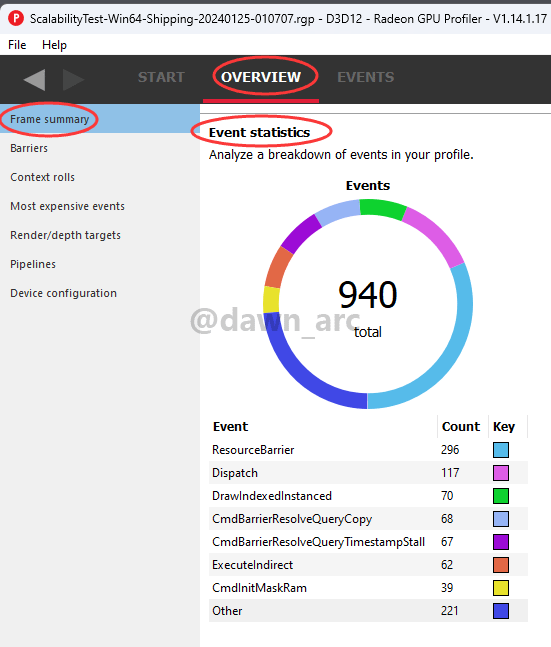 P ScalabilityTest-Win64-Shipping-20240125-010707.rgp - D3D12 - Radeon GPU Profiler - V1.14.1.17
File Help
START OVERVIEW EVENTS
Frame summary
Barriers
Context rolls
Most expensive events
Render/depth targets
Pipelines
Device configuration
Event statistics
Analyze a breakdown of events in your profile.
Events
940
total
@dawn_arc
Event Count Key
ResourceBarrier 296
Dispatch 117
DrawIndexedInstanced 70
CmdBarrierResolveQueryCopy 68
CmdBarrierResolveQueryTimestampStall 67
ExecuteIndirect 62
CmdInitMaskRam 39
Other 221